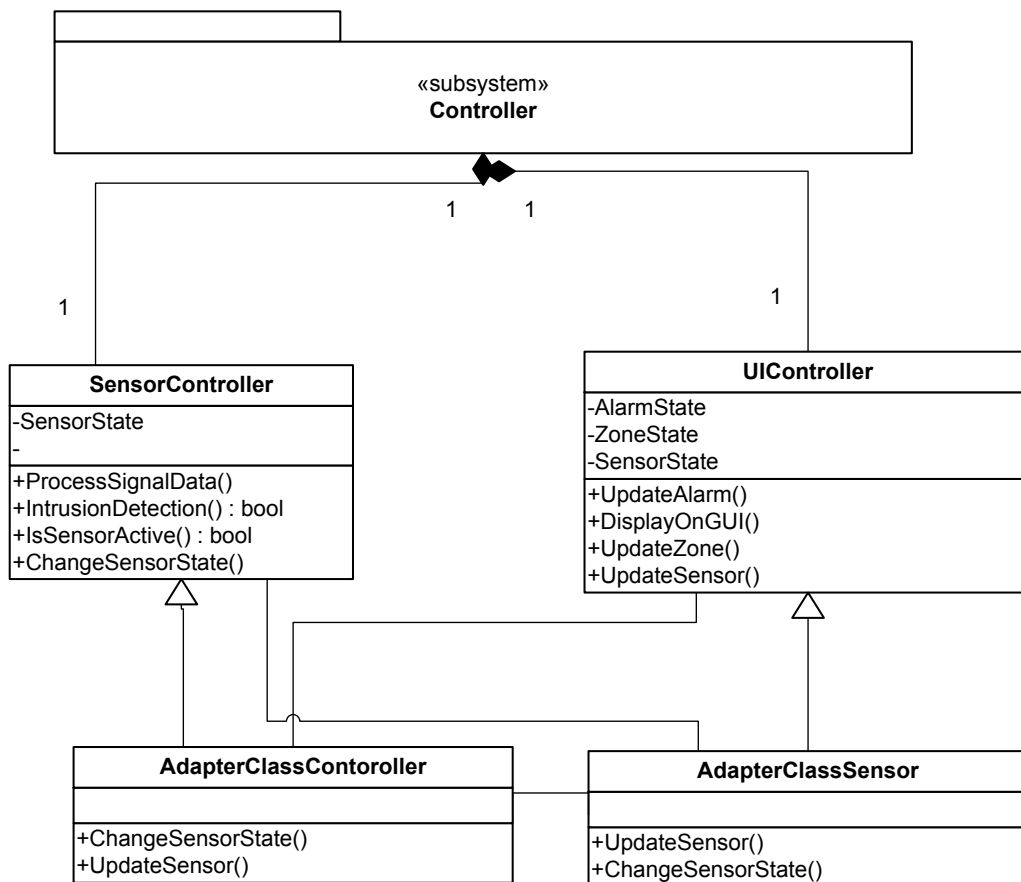 «subsystem»
Controller
1
1
1
1
SensorController
-SensorState
-
+ProcessSignalData()
+IntrusionDetection() : bool
+IsSensorActive() : bool
+ChangeSensorState()
UIController
-AlarmState
-ZoneState
-SensorState
+UpdateAlarm()
+DisplayOnGUI()
+UpdateZone()
+UpdateSensor()
AdapterClassContoroller
+ChangeSensorState()
+UpdateSensor()
AdapterClassSensor
+UpdateSensor()
+ChangeSensorState()